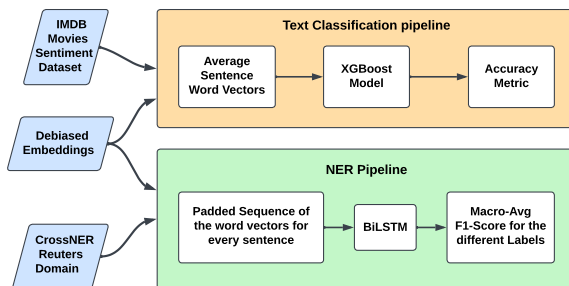 IMDB
Movies
Sentiment
Dataset
Text Classification pipeline
Average
Sentence
Word Vectors
XGBoost
Model
Accuracy
Metric
Debiased
Embeddings
NER Pipeline
Padded Sequence of
the word vectors for
every sentence
BiLSTM
Macro-Avg
F1-Score for the
different Labels
CrossNER
Reuters
Domain